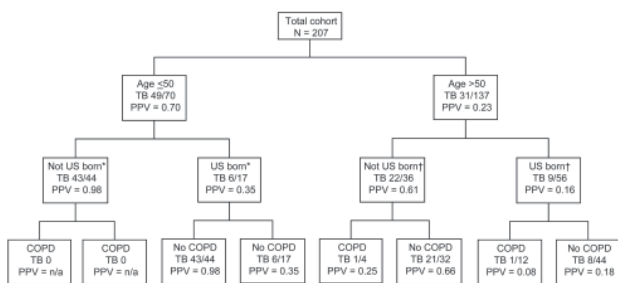 Total cohort
N = 207
Age ≤50
TB 49/70
PPV = 0.70
Age >50
TB 31/137
PPV = 0.23
Not US born*
TB 43/44
PPV = 0.98
US born*
TB 6/17
PPV = 0.35
Not US born†
TB 22/36
PPV = 0.61
US born†
TB 9/56
PPV = 0.16
COPD
TB 0
PPV = n/a
COPD
TB 0
PPV = n/a
No COPD
TB 43/44
PPV = 0.98
No COPD
TB 6/17
PPV = 0.35
COPD
TB 1/4
PPV = 0.25
No COPD
TB 21/32
PPV = 0.66
COPD
TB 1/12
PPV = 0.08
No COPD
TB 8/44
PPV = 0.18